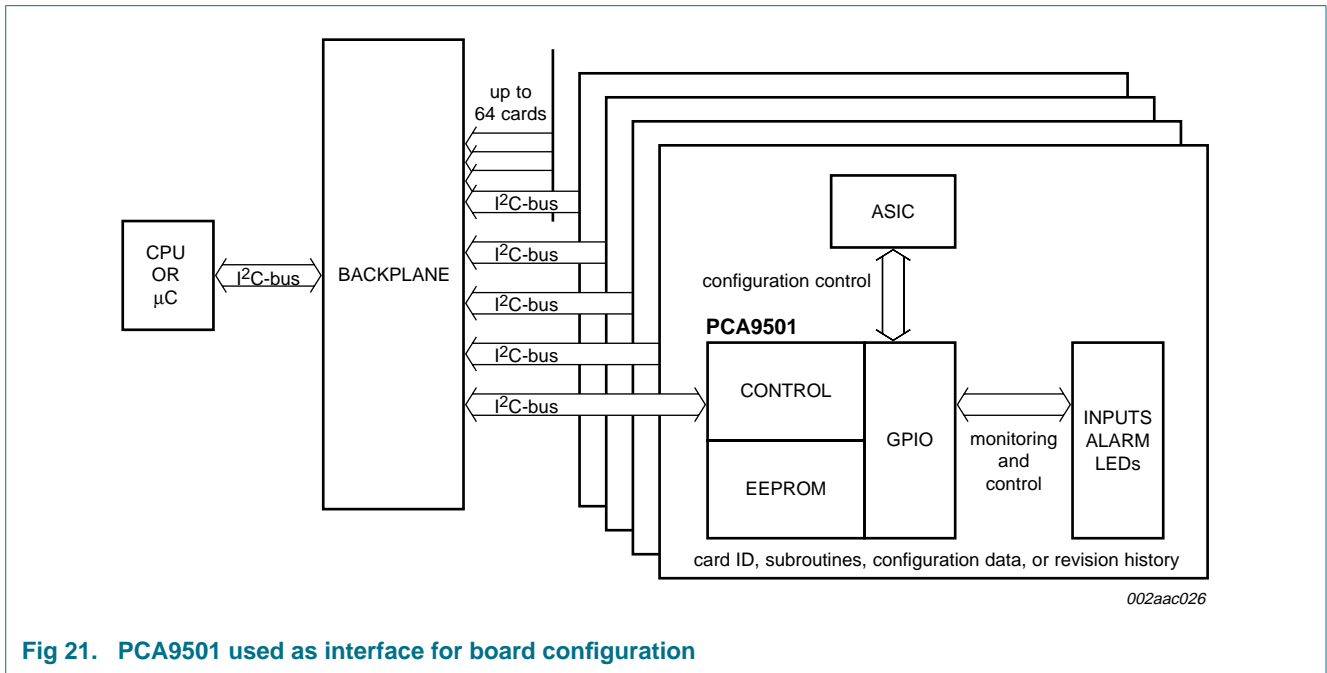 up to
64 cards
I2C-bus
I2C-bus
I2C-bus
I2C-bus
I2C-bus
CPU
OR
μC
I2C-bus
BACKPLANE
ASIC
configuration control
PCA9501
CONTROL
EEPROM
GPIO
monitoring
and
control
INPUTS
ALARM
LEDs
card ID, subroutines, configuration data, or revision history
002aac026
Fig 21. PCA9501 used as interface for board configuration